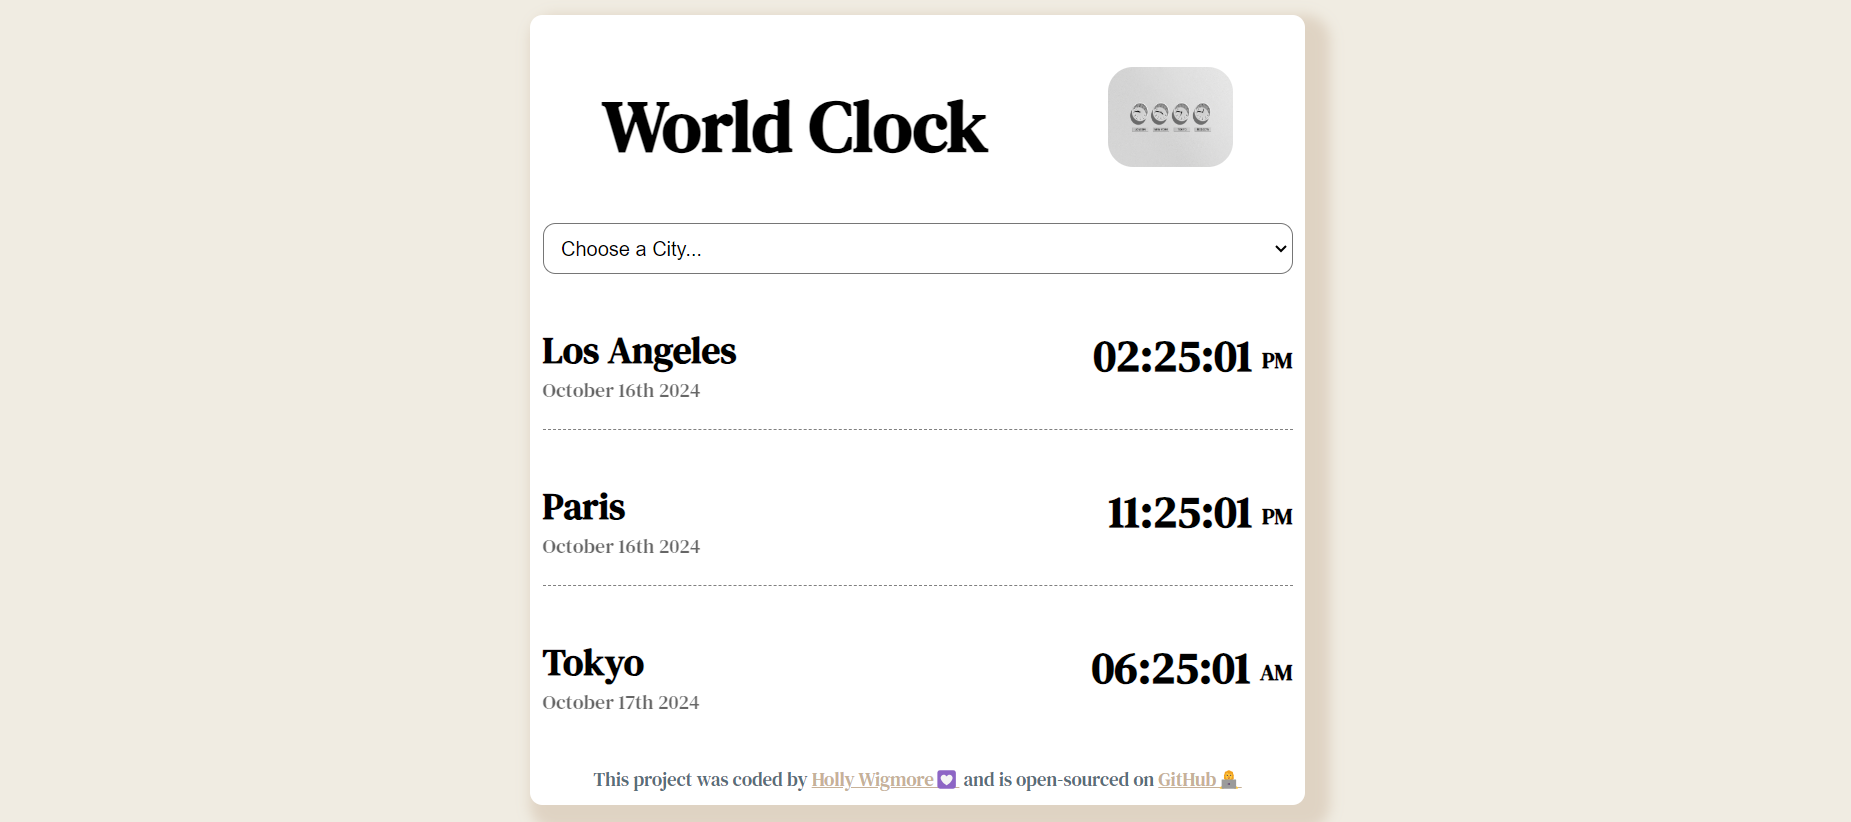 World Clock
Choose a City...
Los Angeles
02:25:01 PM
October 16th 2024
Paris
11:25:01 PM
October 16th 2024
Tokyo
06:25:01 AM
October 17th 2024
This project was coded by Holly Wigmore💟 and is open-sourced on GitHub👩‍💻